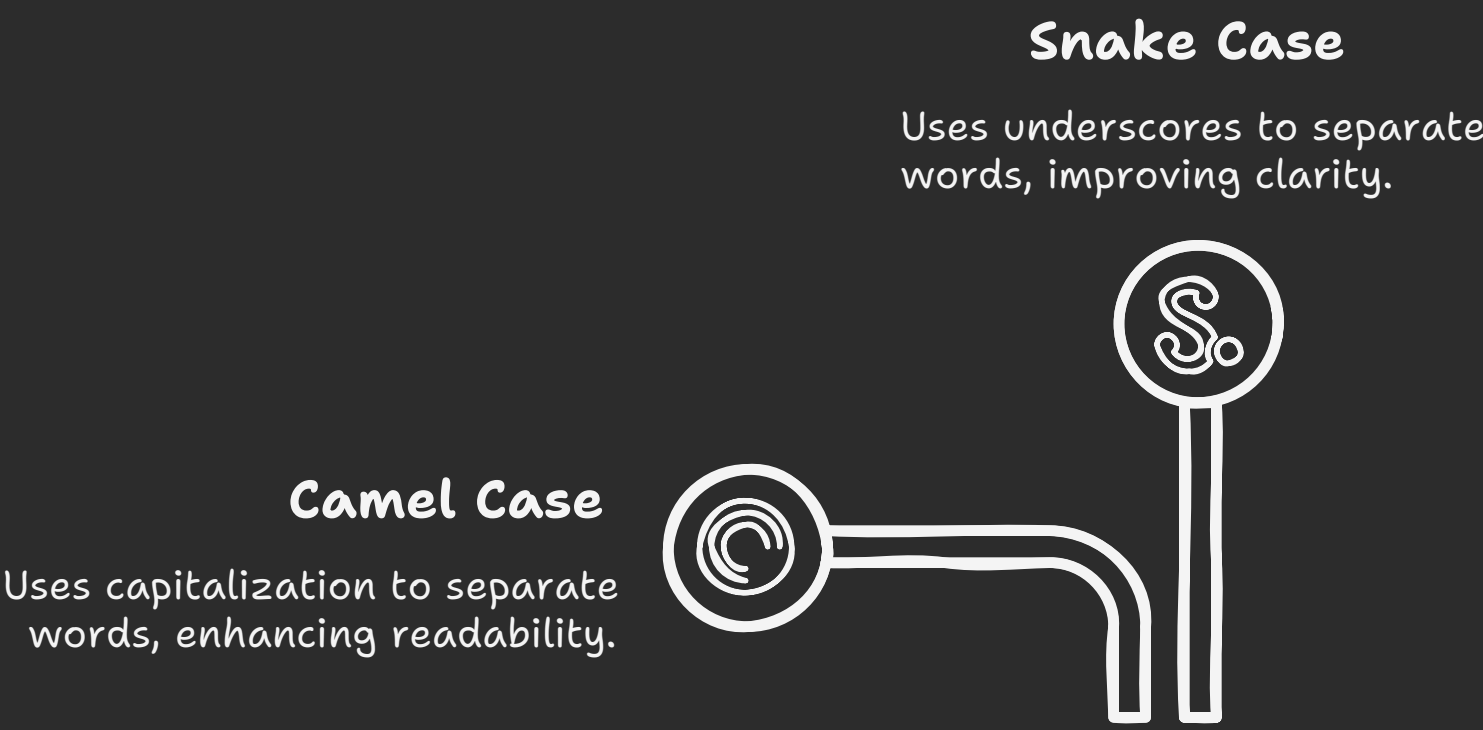 Snake Case
Uses underscores to separate
words, improving clarity.
S.
Camel Case
Uses capitalization to separate
words, enhancing readability.